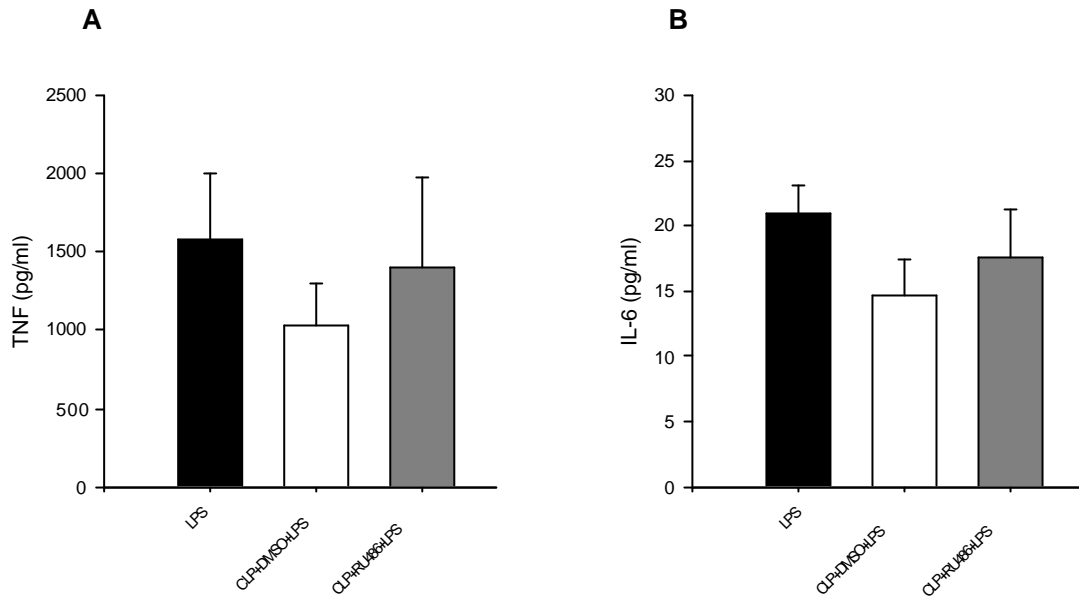 A
TNF (pg/ml)
2500
2000
1500
1000
500
0
LPS
CLP+DMSO+LPS
CLP+RU486+LPS
B
IL-6 (pg/ml)
30
25
20
15
10
5
0
LPS
CLP+DMSO+LPS
CLP+RU486+LPS